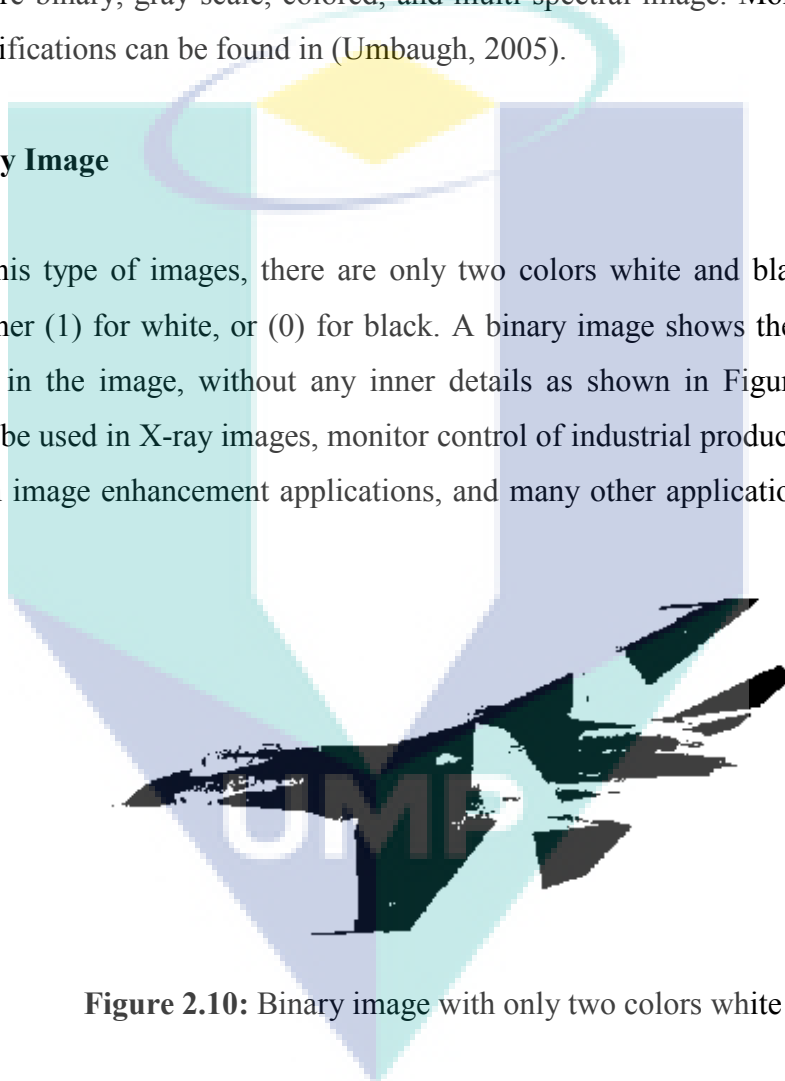 re binary, gray scale, colored, and multi spectral image. Mo
ifications can be found in (Umbaugh, 2005).
y Image
his type of images, there are only two colors white and bla
her (1) for white, or (0) for black. A binary image shows the
in the image, without any inner details as shown in Figur
be used in X-ray images, monitor control of industrial produc
image enhancement applications, and many other applicatio
UMP
Figure 2.10: Binary image with only two colors white